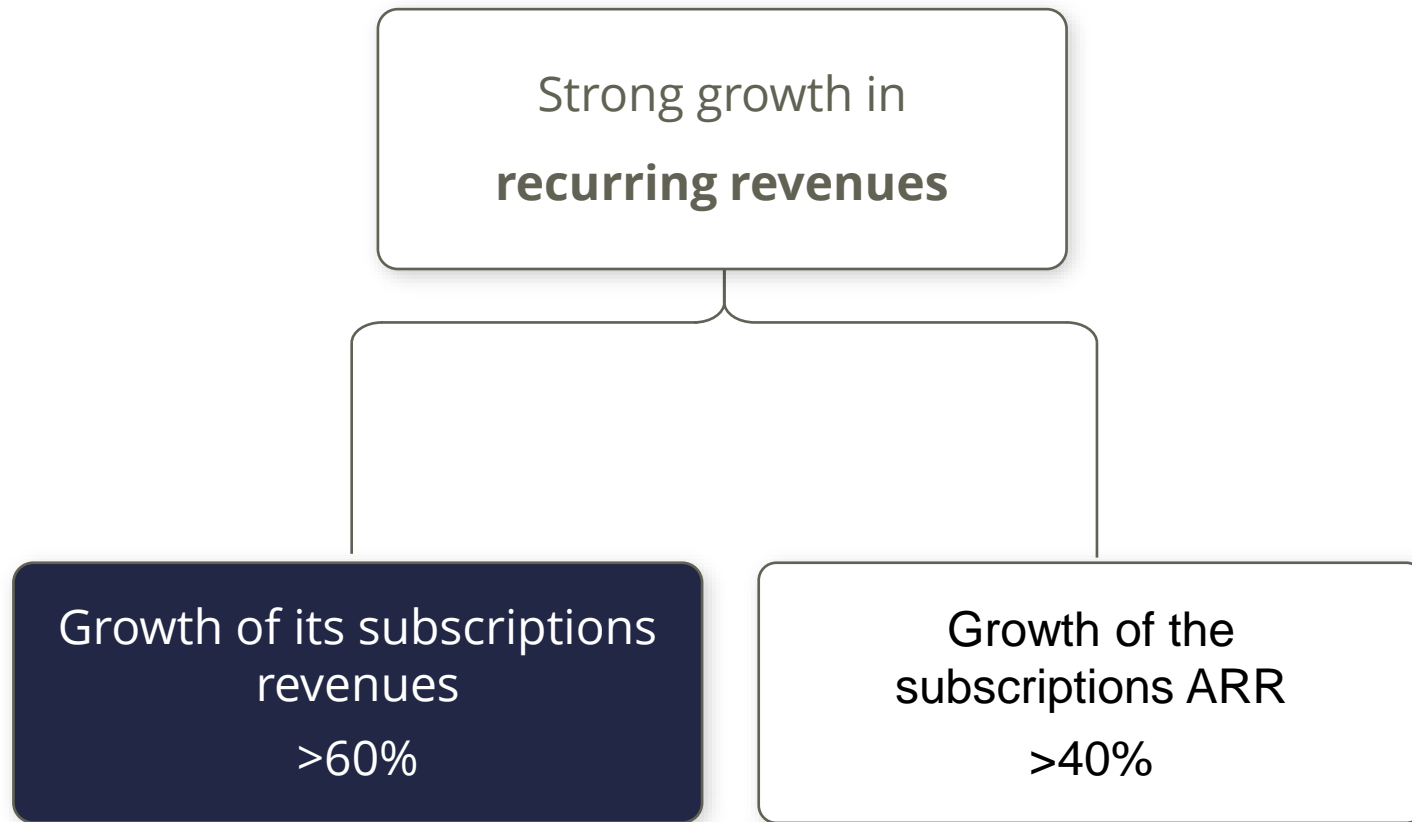 Strong growth in
recurring revenues
Growth of its subscriptions
revenues
>60%
Growth of the
subscriptions ARR
>40%